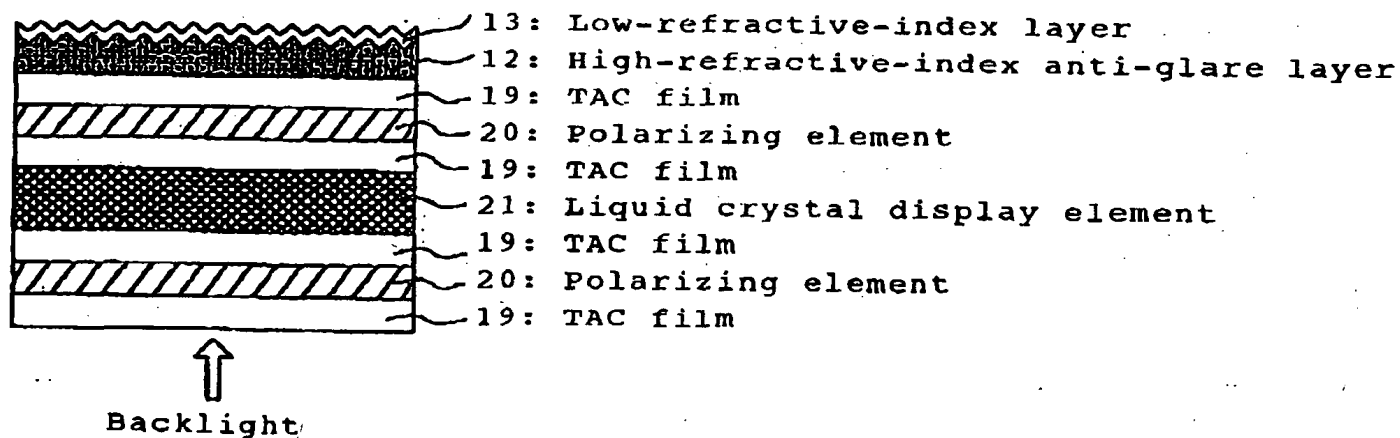 13: Low-refractive-index layer
12: High-refractive-index anti-glare layer
19: TAC film
20: Polarizing element
19: TAC film
21: Liquid crystal display element
19: TAC film
20: Polarizing element
19: TAC film
Backlight